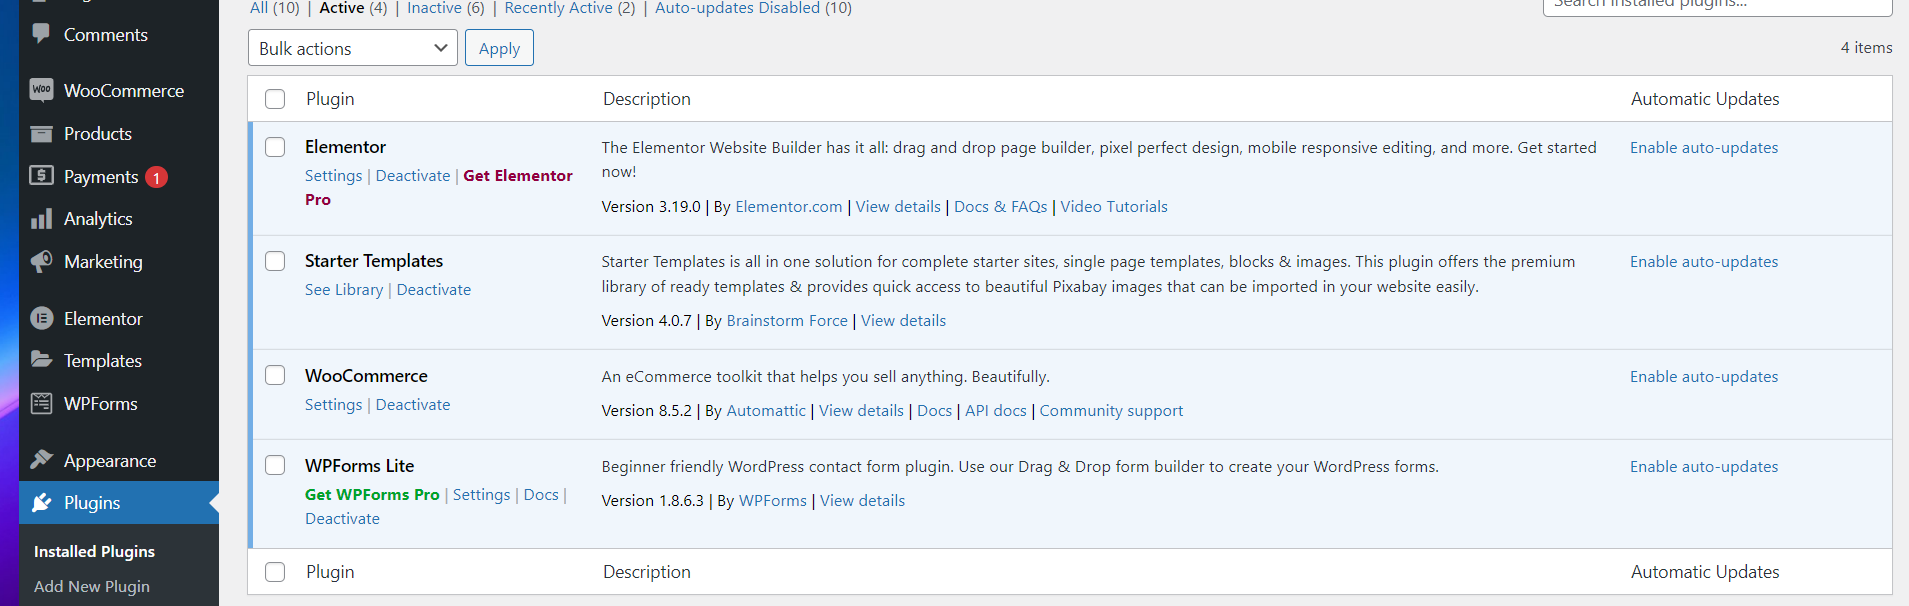 All (10) | Active (4) | Inactive (6) | Recently Active (2) | Auto-updates Disabled (10)
Search installed plugins...
Bulk actions
Apply
4 items
Comments
WooCommerce
Products
Payments 1
Analytics
Marketing
Elementor
Templates
WPForms
Appearance
Plugins
Installed Plugins
Add New Plugin
Plugin Description Automatic Updates
Elementor
Settings | Deactivate | Get Elementor
Pro
The Elementor Website Builder has it all: drag and drop page builder, pixel perfect design, mobile responsive editing, and more. Get started
now!
Version 3.19.0 | By Elementor.com | View details | Docs & FAQs | Video Tutorials
Enable auto-updates
Starter Templates
See Library | Deactivate
Starter Templates is all in one solution for complete starter sites, single page templates, blocks & images. This plugin offers the premium
library of ready templates & provides quick access to beautiful Pixabay images that can be imported in your website easily.
Version 4.0.7 | By Brainstorm Force | View details
Enable auto-updates
WooCommerce
Settings | Deactivate
An eCommerce toolkit that helps you sell anything. Beautifully.
Version 8.5.2 | By Automattic | View details | Docs | API docs | Community support
Enable auto-updates
WPForms Lite
Get WPForms Pro | Settings | Docs |
Deactivate
Beginner friendly WordPress contact form plugin. Use our Drag & Drop form builder to create your WordPress forms.
Version 1.8.6.3 | By WPForms | View details
Enable auto-updates
Plugin Description Automatic Updates